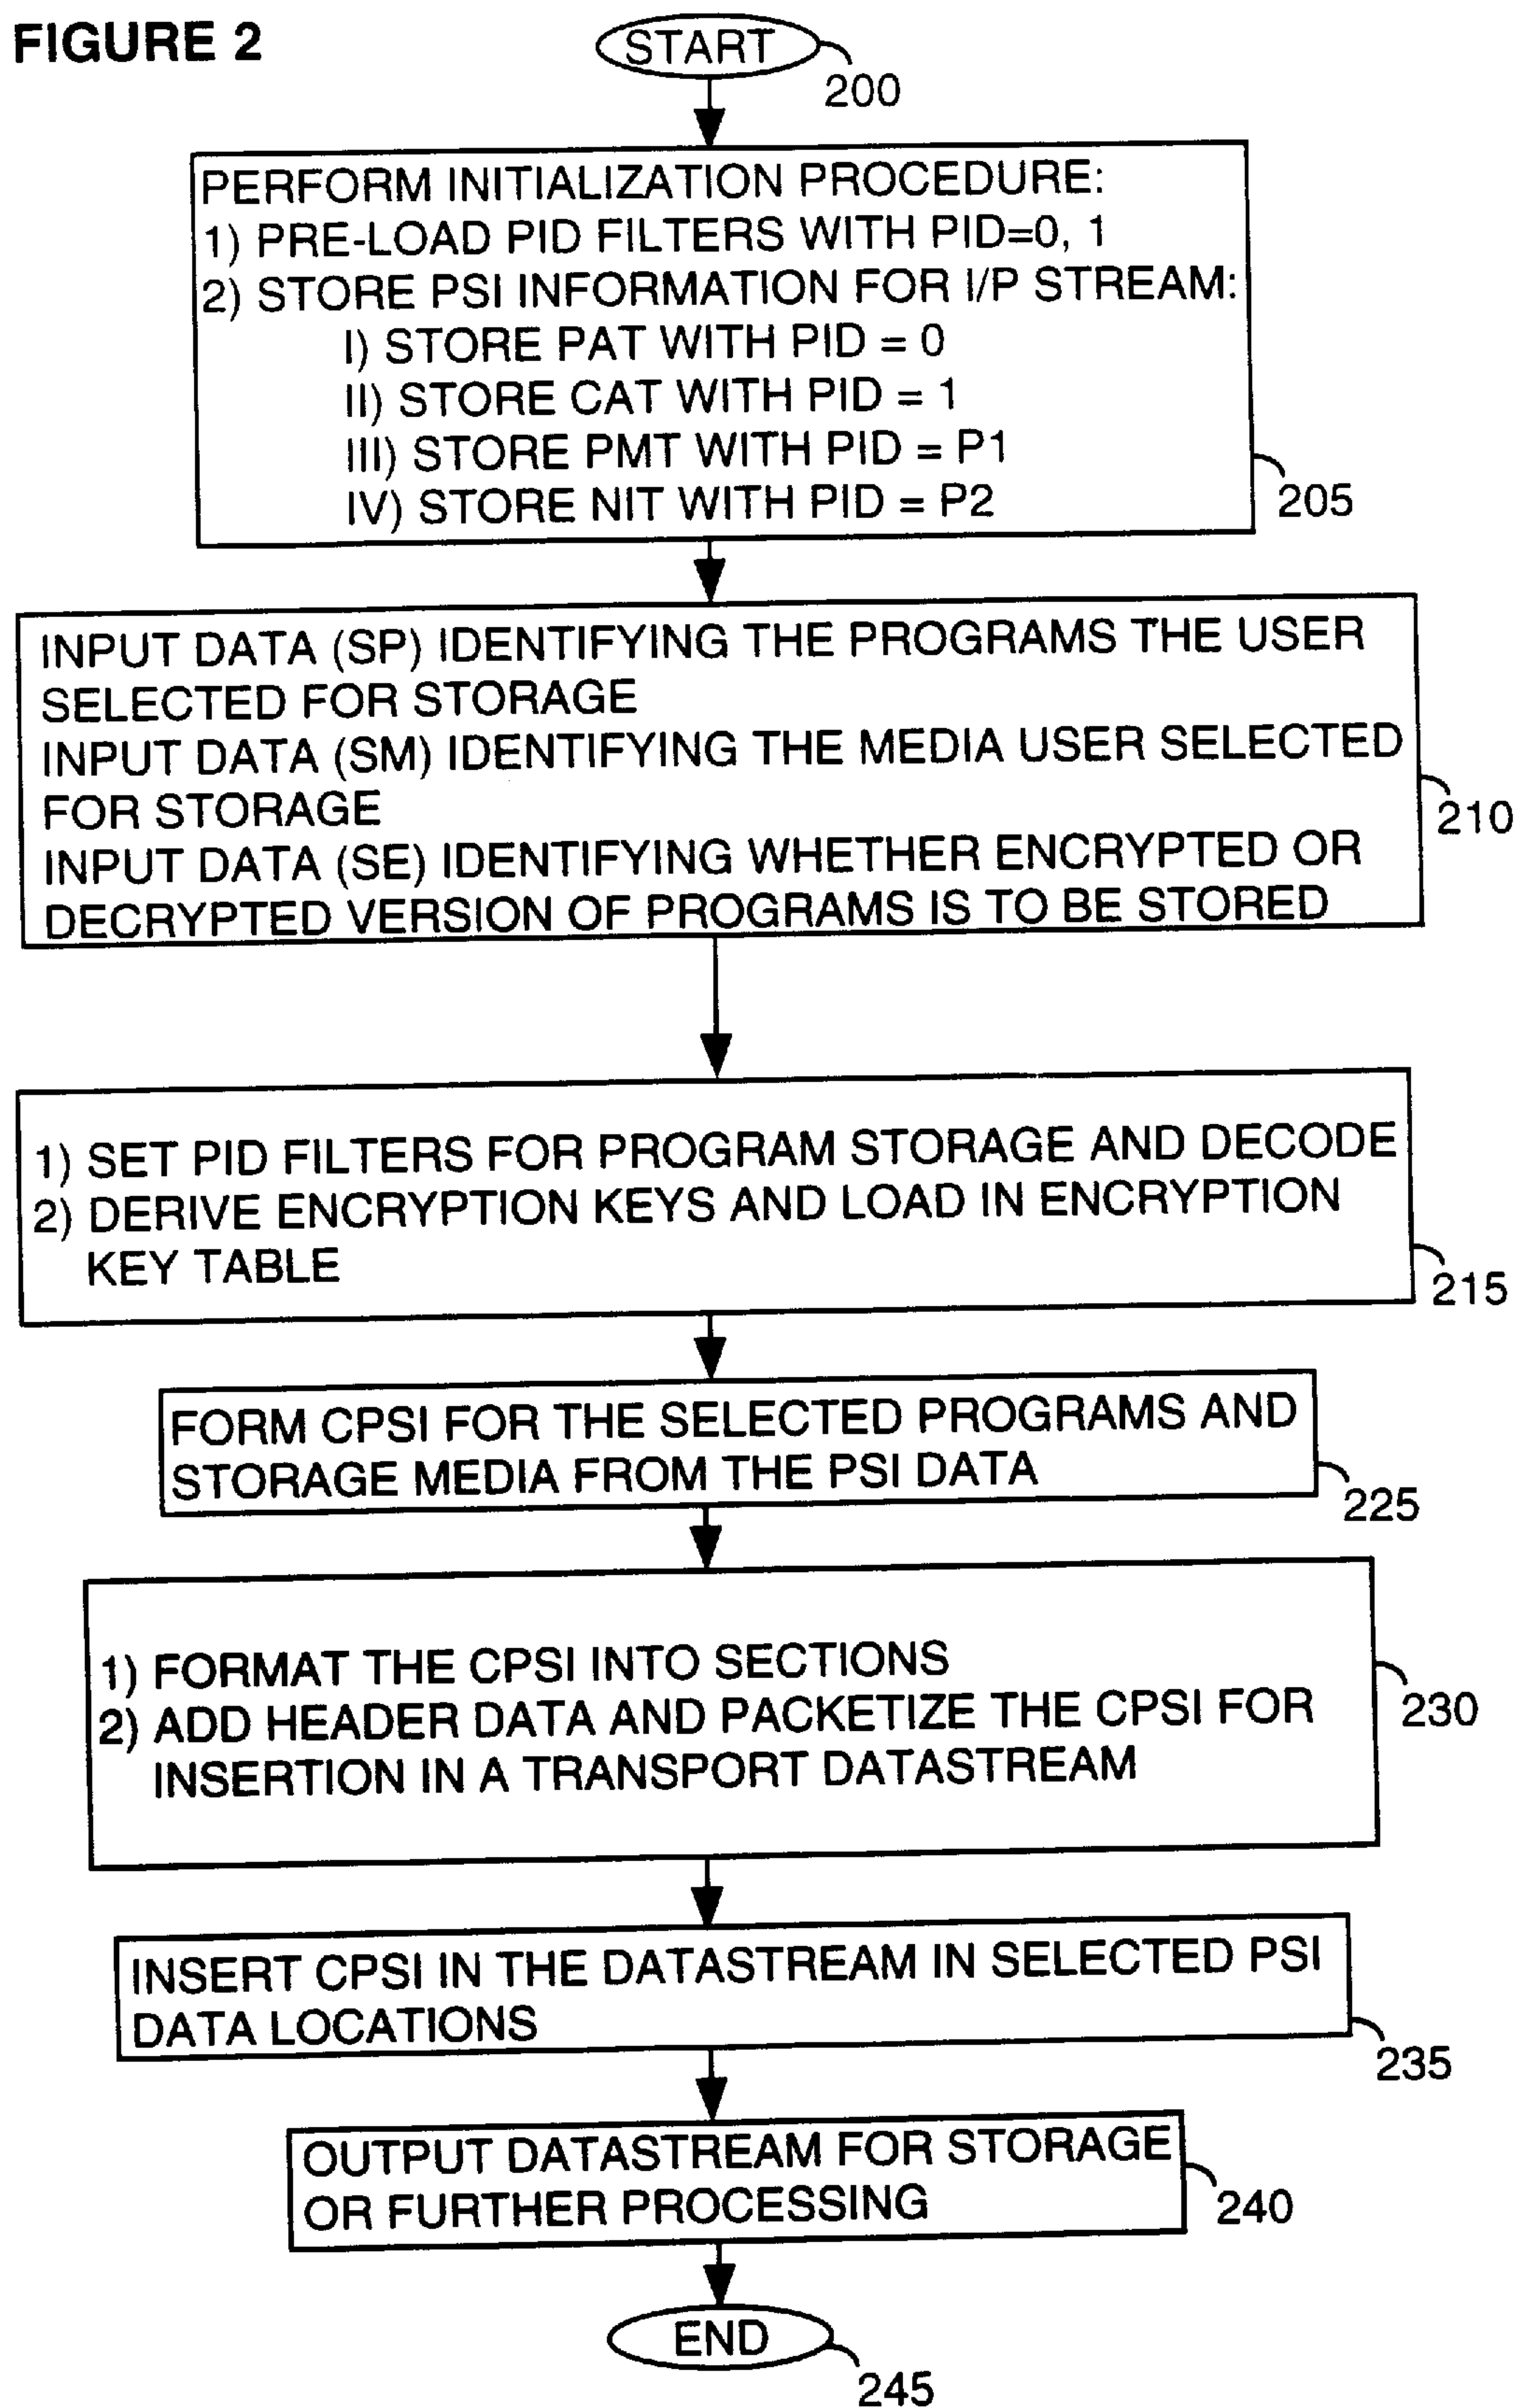 FIGURE 2
START
200
PERFORM INITIALIZATION PROCEDURE:
1) PRE-LOAD PID FILTERS WITH PID=0, 1
2) STORE PSI INFORMATION FOR I/P STREAM:
I) STORE PAT WITH PID = 0
II) STORE CAT WITH PID = 1
III) STORE PMT WITH PID = P1
IV) STORE NIT WITH PID = P2
205
INPUT DATA (SP) IDENTIFYING THE PROGRAMS THE USER
SELECTED FOR STORAGE
INPUT DATA (SM) IDENTIFYING THE MEDIA USER SELECTED
FOR STORAGE
INPUT DATA (SE) IDENTIFYING WHETHER ENCRYPTED OR
DECRYPTED VERSION OF PROGRAMS IS TO BE STORED
210
1) SET PID FILTERS FOR PROGRAM STORAGE AND DECODE
2) DERIVE ENCRYPTION KEYS AND LOAD IN ENCRYPTION
KEY TABLE
215
FORM CPSI FOR THE SELECTED PROGRAMS AND
STORAGE MEDIA FROM THE PSI DATA
225
1) FORMAT THE CPSI INTO SECTIONS
2) ADD HEADER DATA AND PACKETIZE THE CPSI FOR
INSERTION IN A TRANSPORT DATASTREAM
230
INSERT CPSI IN THE DATASTREAM IN SELECTED PSI
DATA LOCATIONS
235
OUTPUT DATASTREAM FOR STORAGE
OR FURTHER PROCESSING
240
END
245